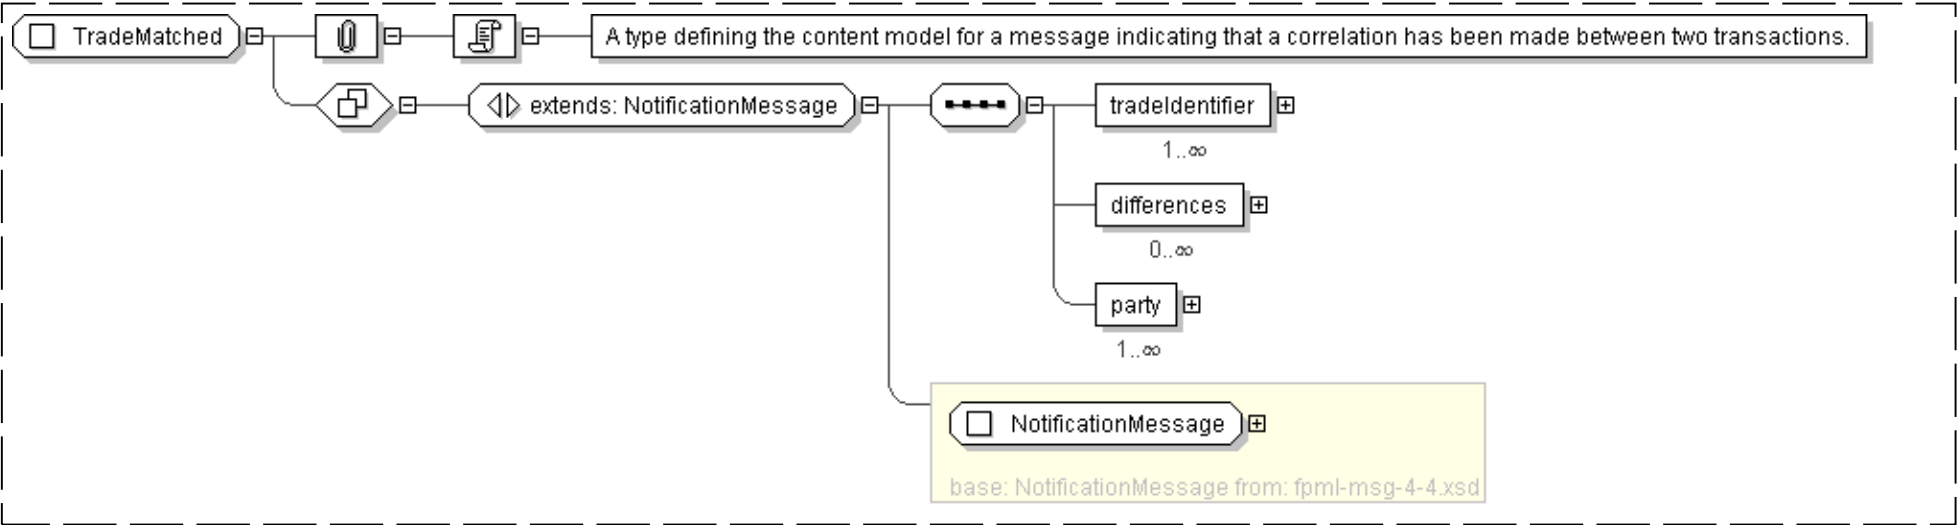 TradeMatched
A type defining the content model for a message indicating that a correlation has been made between two transactions.
extends: NotificationMessage
tradeIdentifier
1..∞
differences
0..∞
party
1..∞
NotificationMessage
base: NotificationMessage from: fpml-msg-4-4.xsd